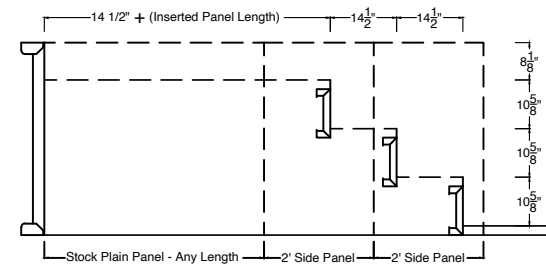 14 1/2" + (Inserted Panel Length)
14 1/2"
14 1/2"
8 1/8"
10 5/8"
10 5/8"
10 5/8"
Stock Plain Panel - Any Length
2' Side Panel
2' Side Panel